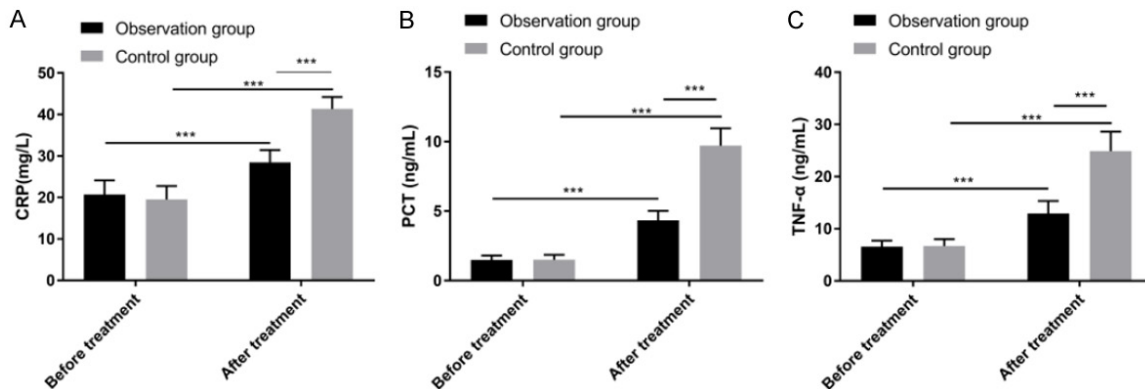 A
Observation group
Control group
CRP(mg/L)
50
40
30
20
10
0
***
***
***
Before treatment
After treatment
B
Observation group
Control group
PCT (ng/mL)
15
10
5
0
***
***
***
Before treatment
After treatment
C
Observation group
Control group
TNF-α (ng/mL)
40
30
20
10
0
***
***
***
Before treatment
After treatment